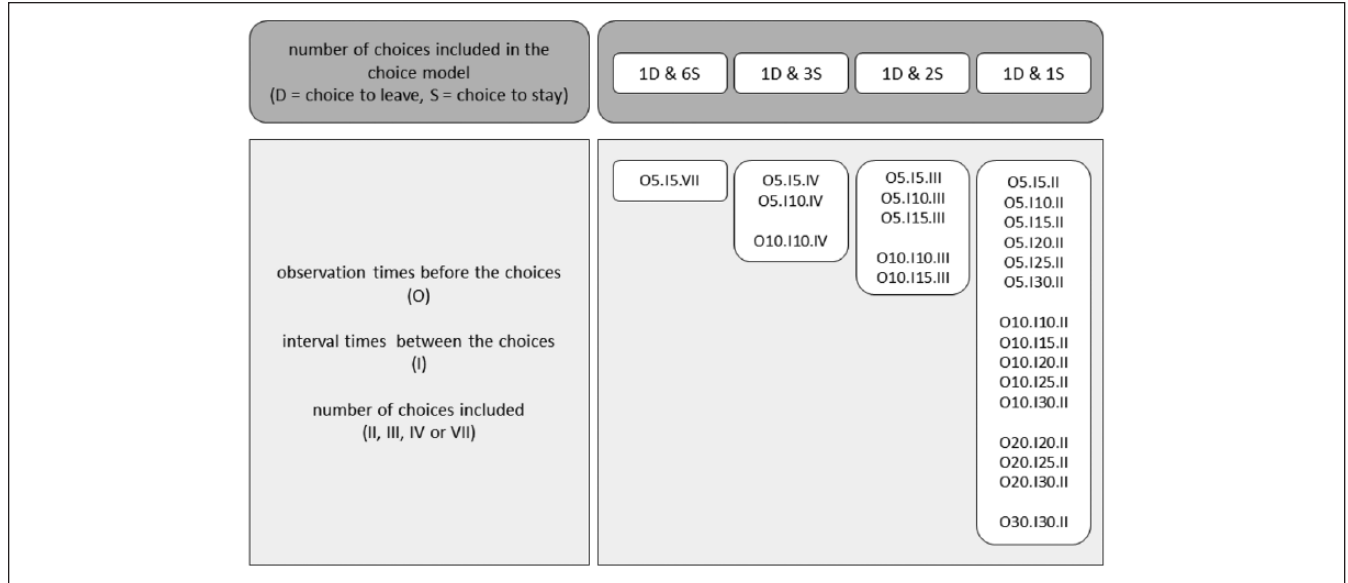 number of choices included in the
choice model
(D = choice to leave, S = choice to stay)
1D & 6S
1D & 3S
1D & 2S
1D & 1S
observation times before the choices
(O)
interval times between the choices
(I)
number of choices included
(II, III, IV or VII)
O5.I5.VII
O5.I5.IV
O5.I10.IV
O10.I10.IV
O5.I5.III
O5.I10.III
O5.I15.III
O10.I10.III
O10.I15.III
O5.I5.II
O5.I10.II
O5.I15.II
O5.I20.II
O5.I25.II
O5.I30.II
O10.I10.II
O10.I15.II
O10.I20.II
O10.I25.II
O10.I30.II
O20.I20.II
O20.I25.II
O20.I30.II
O30.I30.II